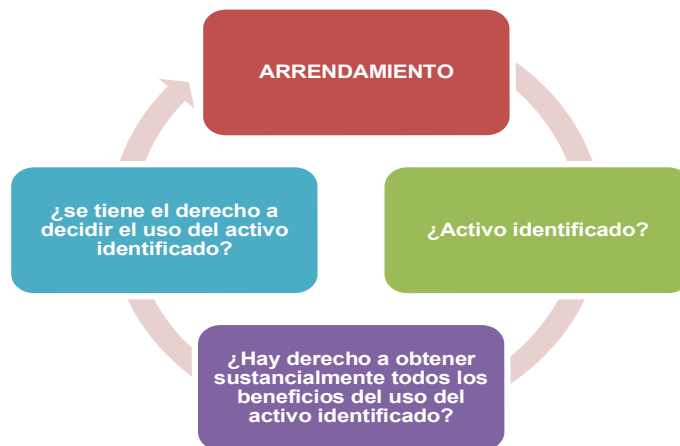 ARRENDAMIENTO
¿Activo identificado?
¿Hay derecho a obtener
sustancialmente todos los
beneficios del uso del
activo identificado?
¿se tiene el derecho a
decidir el uso del activo
identificado?